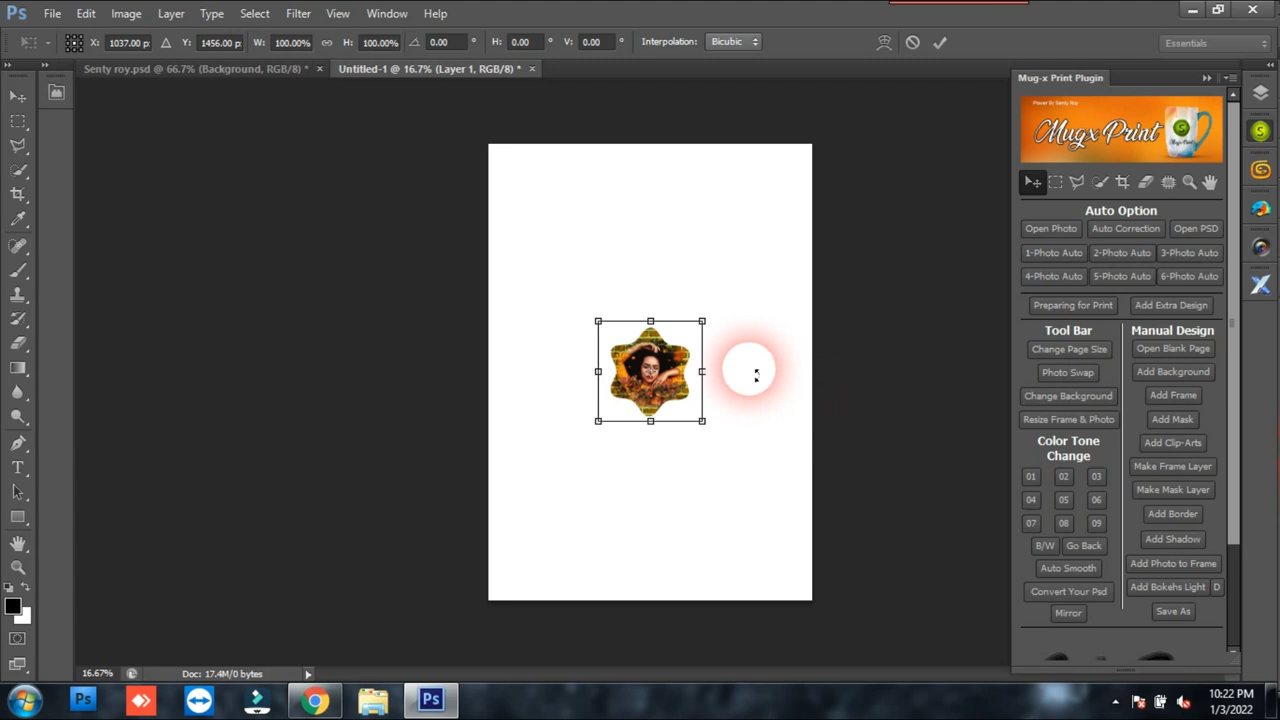 Ps File Edit Image Layer Type Select Filter View Window Help
X: 1037.00 p: Y: 1456.00 p: W: 100.00% H: 100.00% 0.00 ° H: 0.00 ° V: 0.00 ° Interpolation: Bicubic Essentials
Senty roy.psd @ 66.7% (Background, RGB/8) * × Untitled-1 @ 16.7% (Layer 1, RGB/8) * ×
Mug-x Print Plugin
Power By Senty Roy
Mugx Print
Auto Option
Open Photo Auto Correction Open PSD
1-Photo Auto 2-Photo Auto 3-Photo Auto
4-Photo Auto 5-Photo Auto 6-Photo Auto
Preparing for Print Add Extra Design
Tool Bar Manual Design
Change Page Size Open Blank Page
Photo Swap Add Background
Change Background Add Frame
Resize Frame & Photo Add Mask
Color Tone Change Add Clip-Arts
01 02 03 Make Frame Layer
04 05 06 Make Mask Layer
07 08 09 Add Border
B/W Go Back Add Shadow
Auto Smooth Add Photo to Frame
Convert Your Psd Add Bokehs Light D
Mirror Save As
16.67% Doc: 17.4M/0 bytes
Ps Ps
10:22 PM
1/3/2022